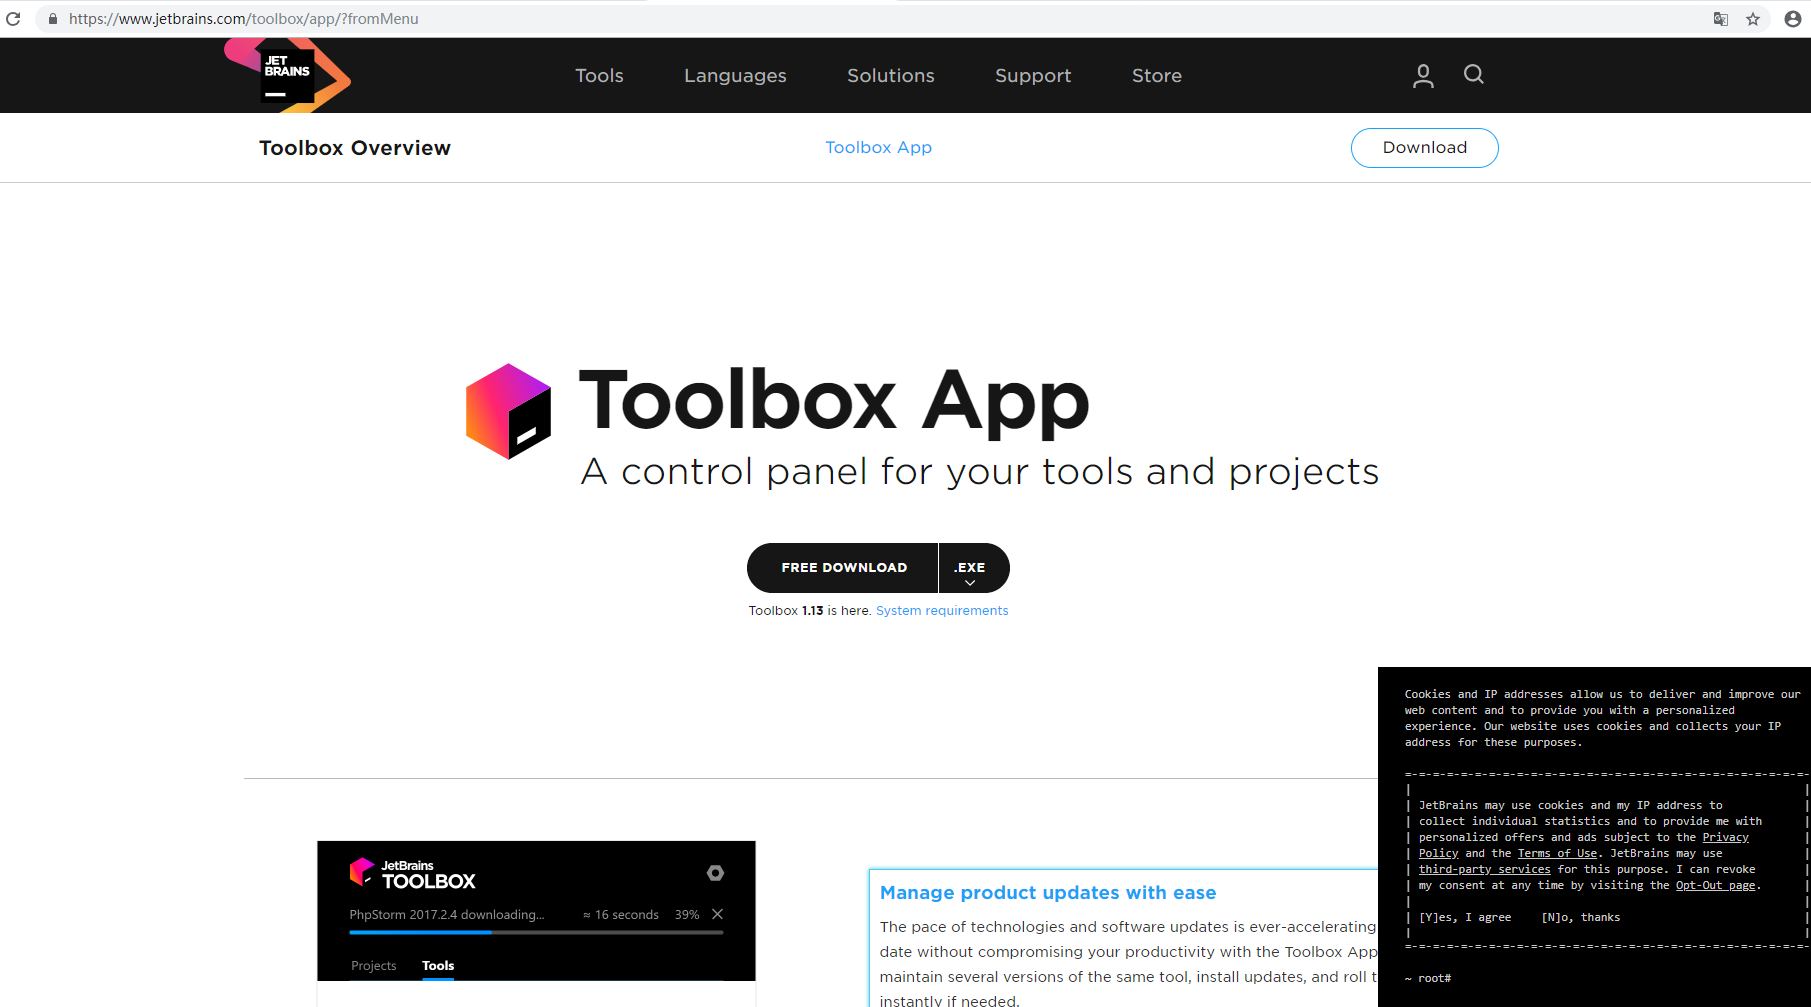 https://www.jetbrains.com/toolbox/app/?fromMenu
JET
BRAINS
Tools
Languages
Solutions
Support
Store
Toolbox Overview
Toolbox App
Download
Toolbox App
A control panel for your tools and projects
FREE DOWNLOAD
.EXE
Toolbox 1.13 is here. System requirements
JetBrains
TOOLBOX
PhpStorm 2017.2.4 downloading...
≈ 16 seconds
39%
Projects
Tools
Manage product updates with ease
The pace of technologies and software updates is ever-accelerating
date without compromising your productivity with the Toolbox App
maintain several versions of the same tool, install updates, and roll
instantly if needed.
Cookies and IP addresses allow us to deliver and improve our
web content and to provide you with a personalized
experience. Our website uses cookies and collects your IP
address for these purposes.
JetBrains may use cookies and my IP address to
collect individual statistics and to provide me with
personalized offers and ads subject to the Privacy
Policy and the Terms of Use. JetBrains may use
third-party services for this purpose. I can revoke
my consent at any time by visiting the Opt-Out page.
[Y]es, I agree [N]o, thanks
~ root#